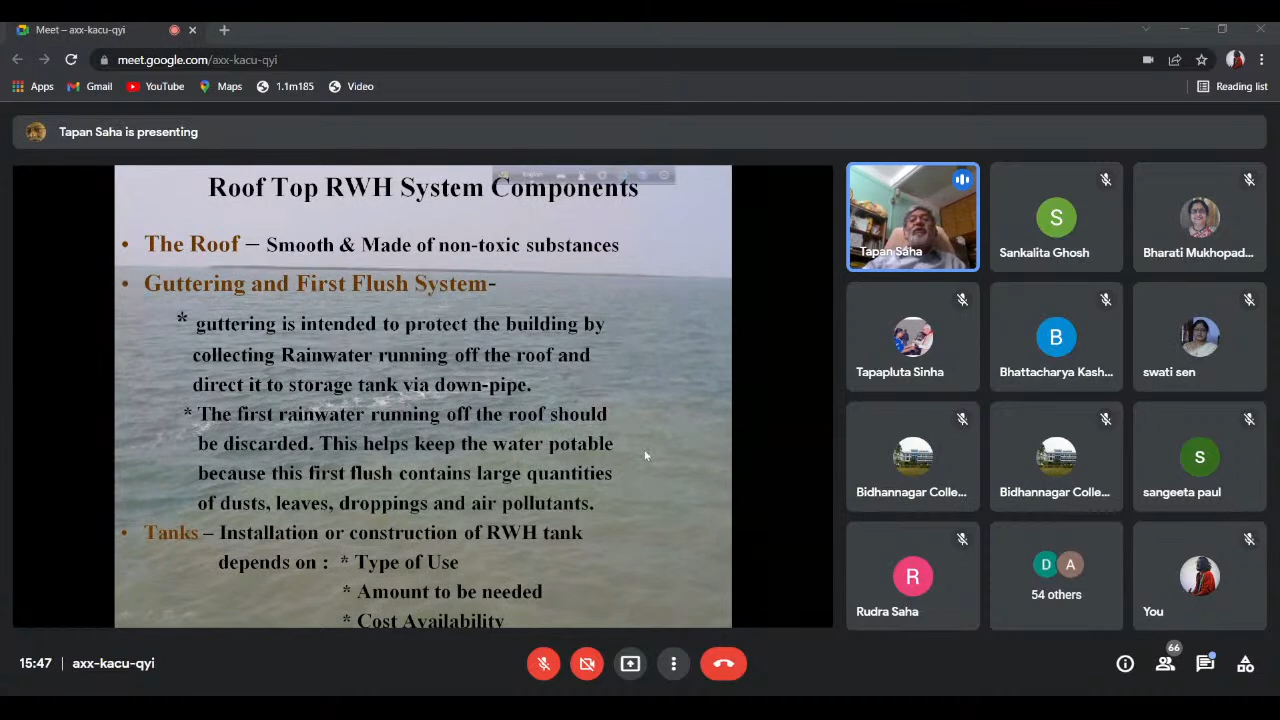 Meet – axx-kacu-qyi
meet.google.com/axx-kacu-qyi
Apps Gmail YouTube Maps 1.1m185 Video Reading list
Tapan Saha is presenting
English
Roof Top RWH System Components
• The Roof – Smooth & Made of non-toxic substances
• Guttering and First Flush System-
* guttering is intended to protect the building by
collecting Rainwater running off the roof and
direct it to storage tank via down-pipe.
* The first rainwater running off the roof should
be discarded. This helps keep the water potable
because this first flush contains large quantities
of dusts, leaves, droppings and air pollutants.
• Tanks – Installation or construction of RWH tank
depends on : * Type of Use
* Amount to be needed
* Cost Availability
Tapan Saha
S
Sankalita Ghosh
Bharati Mukhopad...
Tapapluta Sinha
B
Bhattacharya Kash...
swati sen
Bidhannagar Colle...
Bidhannagar Colle...
S
sangeeta paul
R
Rudra Saha
D A
54 others
You
15:47 | axx-kacu-qyi
66